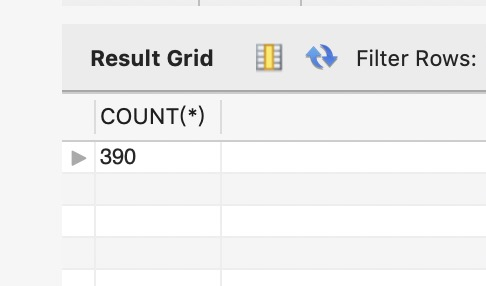 Result Grid Filter Rows:
COUNT(*)
390